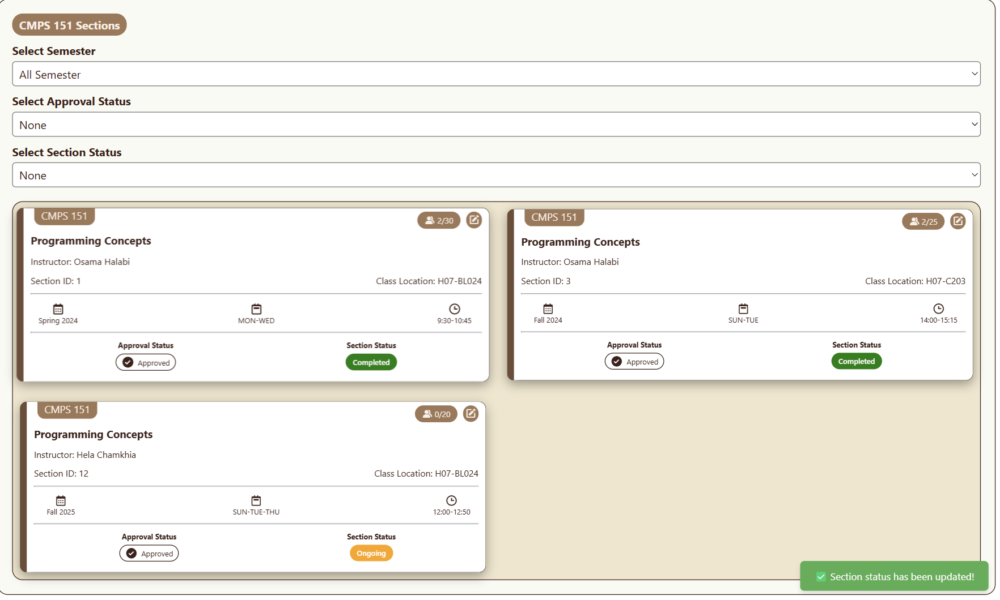 CMPS 151 Sections
Select Semester
All Semester
Select Approval Status
None
Select Section Status
None
CMPS 151
2/30
Programming Concepts
Instructor: Osama Halabi
Section ID: 1
Class Location: H07-BL024
Spring 2024
MON-WED
9:30-10:45
Approval Status
Section Status
Approved
Completed
CMPS 151
2/25
Programming Concepts
Instructor: Osama Halabi
Section ID: 3
Class Location: H07-C203
Fall 2024
SUN-TUE
14:00-15:15
Approval Status
Section Status
Approved
Completed
CMPS 151
0/20
Programming Concepts
Instructor: Hela Chamkhia
Section ID: 12
Class Location: H07-BL024
Fall 2025
SUN-TUE-THU
12:00-12:50
Approval Status
Section Status
Approved
Ongoing
Section status has been updated!